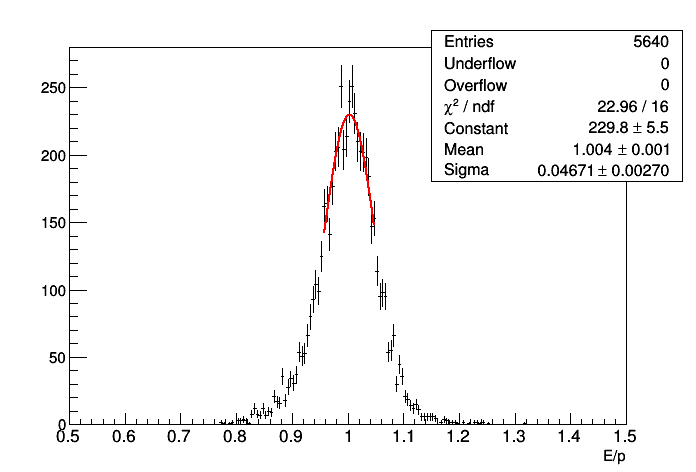 Entries 5640
Underflow 0
Overflow 0
χ² / ndf 22.96 / 16
Constant 229.8 ± 5.5
Mean 1.004 ± 0.001
Sigma 0.04671 ± 0.00270
250
200
150
100
50
0
0.5 0.6 0.7 0.8 0.9 1 1.1 1.2 1.3 1.4 1.5
E/p